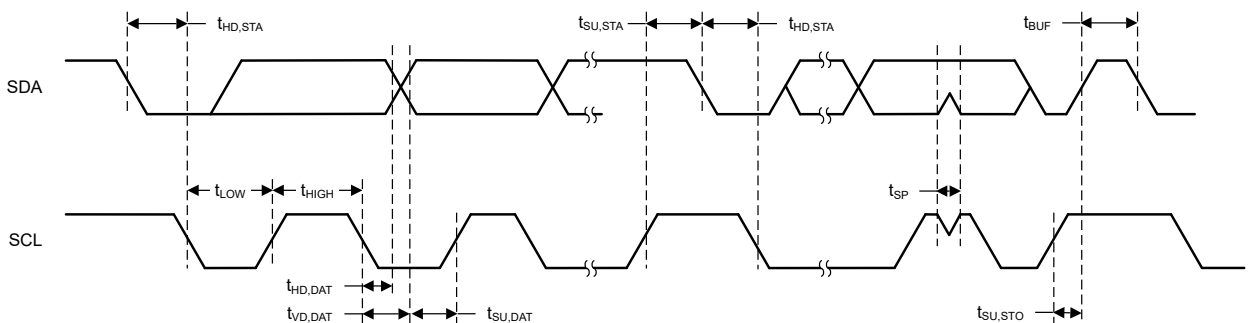 tHD,STA
tSU,STA
tHD,STA
tBUF
SDA
tLOW
tHIGH
tSP
SCL
tHD,DAT
tVD,DAT
tSU,DAT
tSU,STO